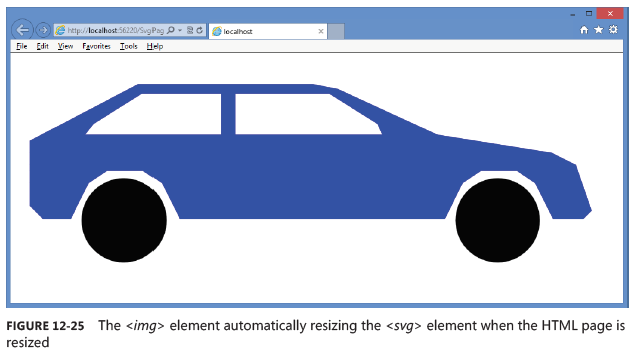 http://localhost:56220/SvgPag
localhost
File Edit View Favorites Tools Help
FIGURE 12-25 The <img> element automatically resizing the <svg> element when the HTML page is
resized